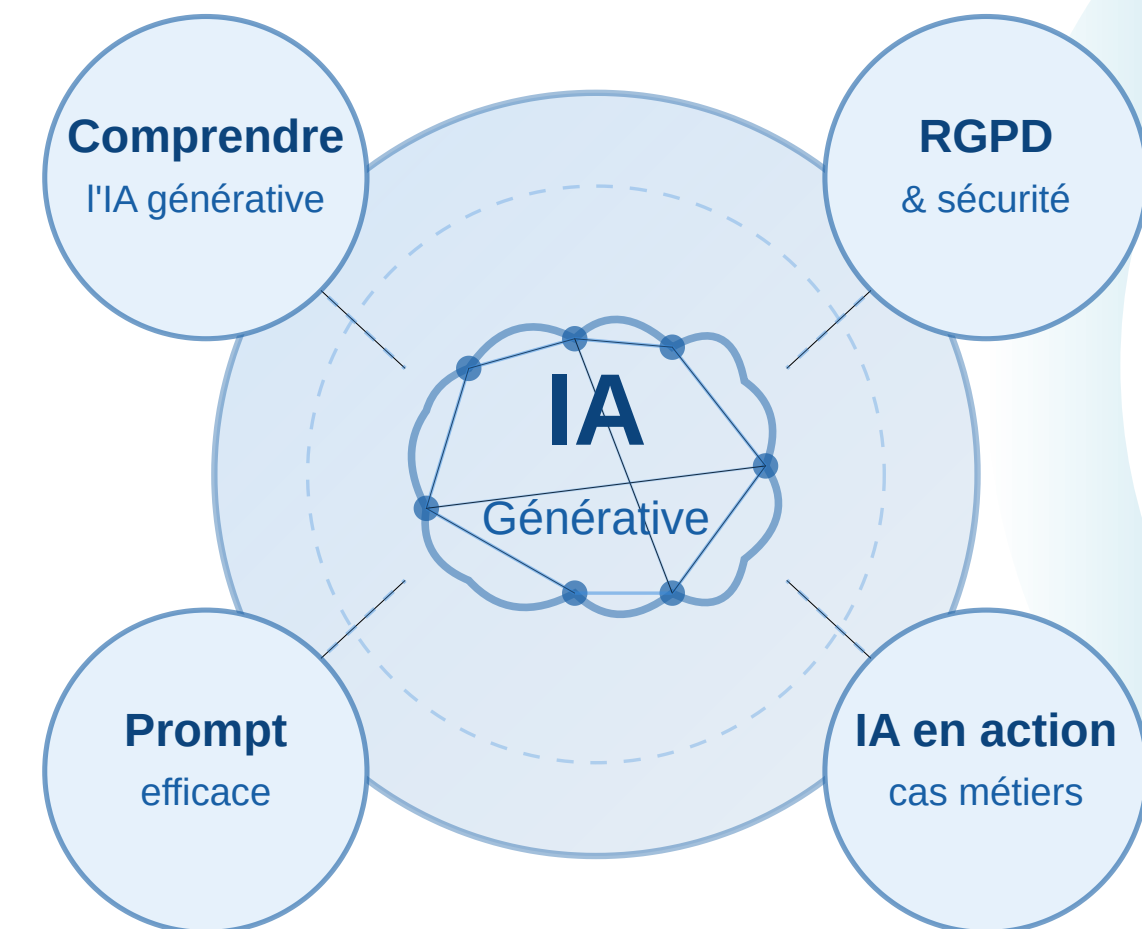 Comprendre
l'IA générative
RGPD
& sécurité
IA
Générative
Prompt
efficace
IA en action
cas métiers